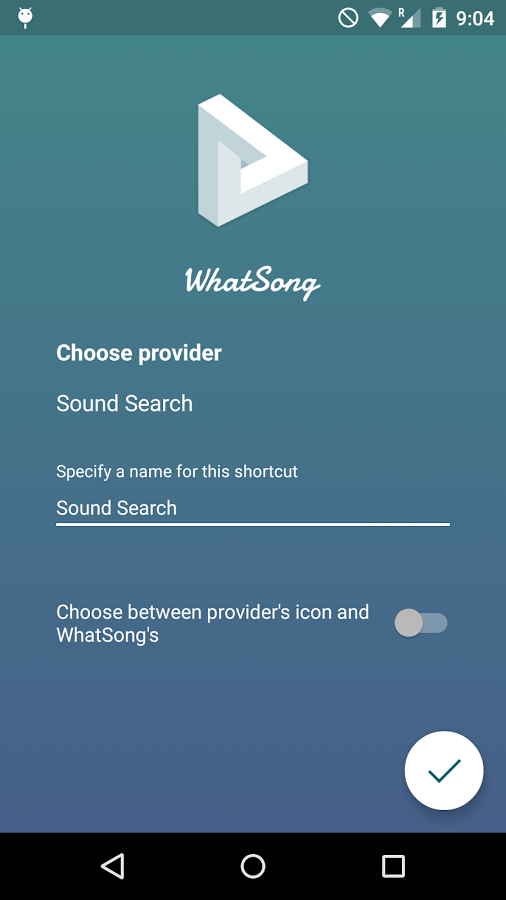 R
9:04
WhatSong
Choose provider
Sound Search
Specify a name for this shortcut
Sound Search
Choose between provider's icon and
WhatSong's